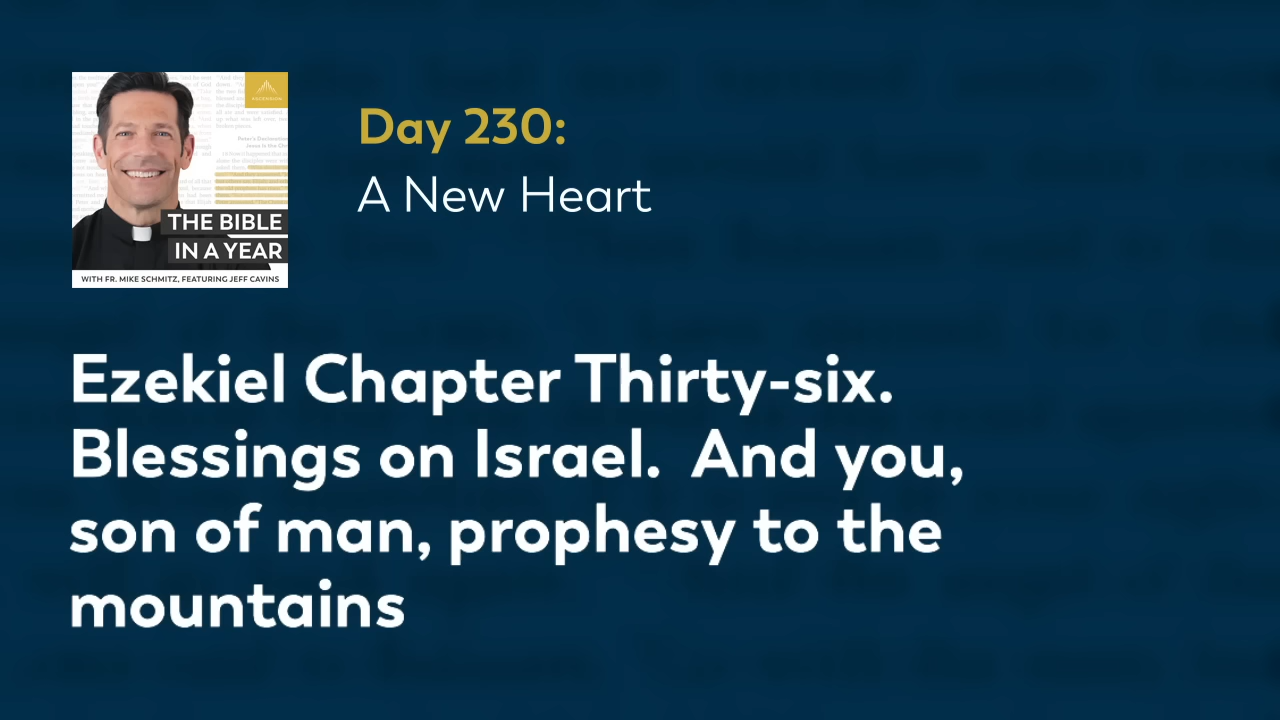 ASCENSION
THE BIBLE
IN A YEAR
WITH FR. MIKE SCHMITZ, FEATURING JEFF CAVINS
Day 230:
A New Heart
Ezekiel Chapter Thirty-six.
Blessings on Israel.  And you,
son of man, prophesy to the
mountains